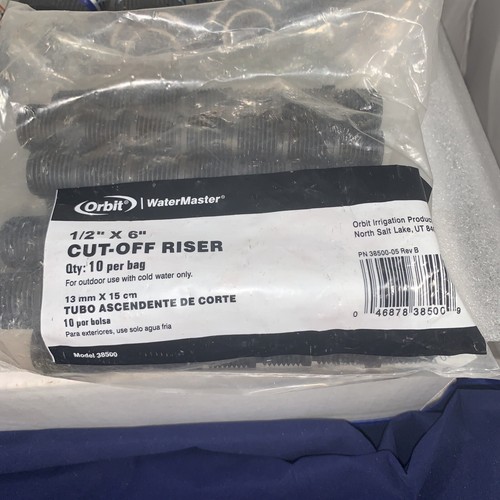 Orbit® | WaterMaster®
1/2" X 6"
CUT-OFF RISER
Qty: 10 per bag
For outdoor use with cold water only.
13 mm X 15 cm
TUBO ASCENDENTE DE CORTE
10 por bolsa
Para exteriores, use solo agua fria
Model 38500
Orbit Irrigation
North Salt Lake, UT
PN:38500-05 Rev B
0 46878 38500 9